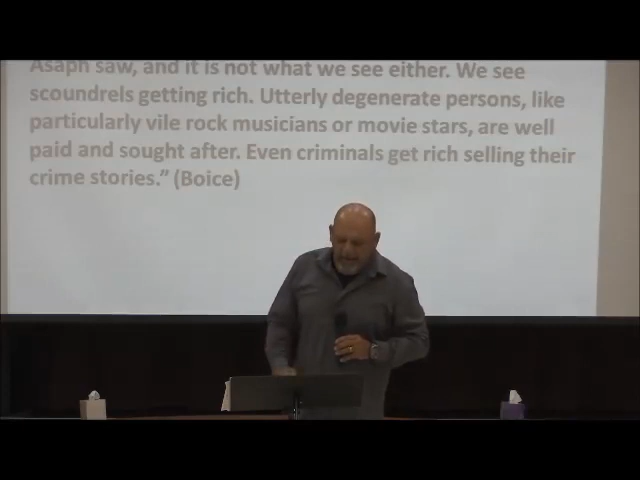 Asaph saw, and it is not what we see either. We see
scoundrels getting rich. Utterly degenerate persons, like
particularly vile rock musicians or movie stars, are well
paid and sought after. Even criminals get rich selling their
crime stories.” (Boice)